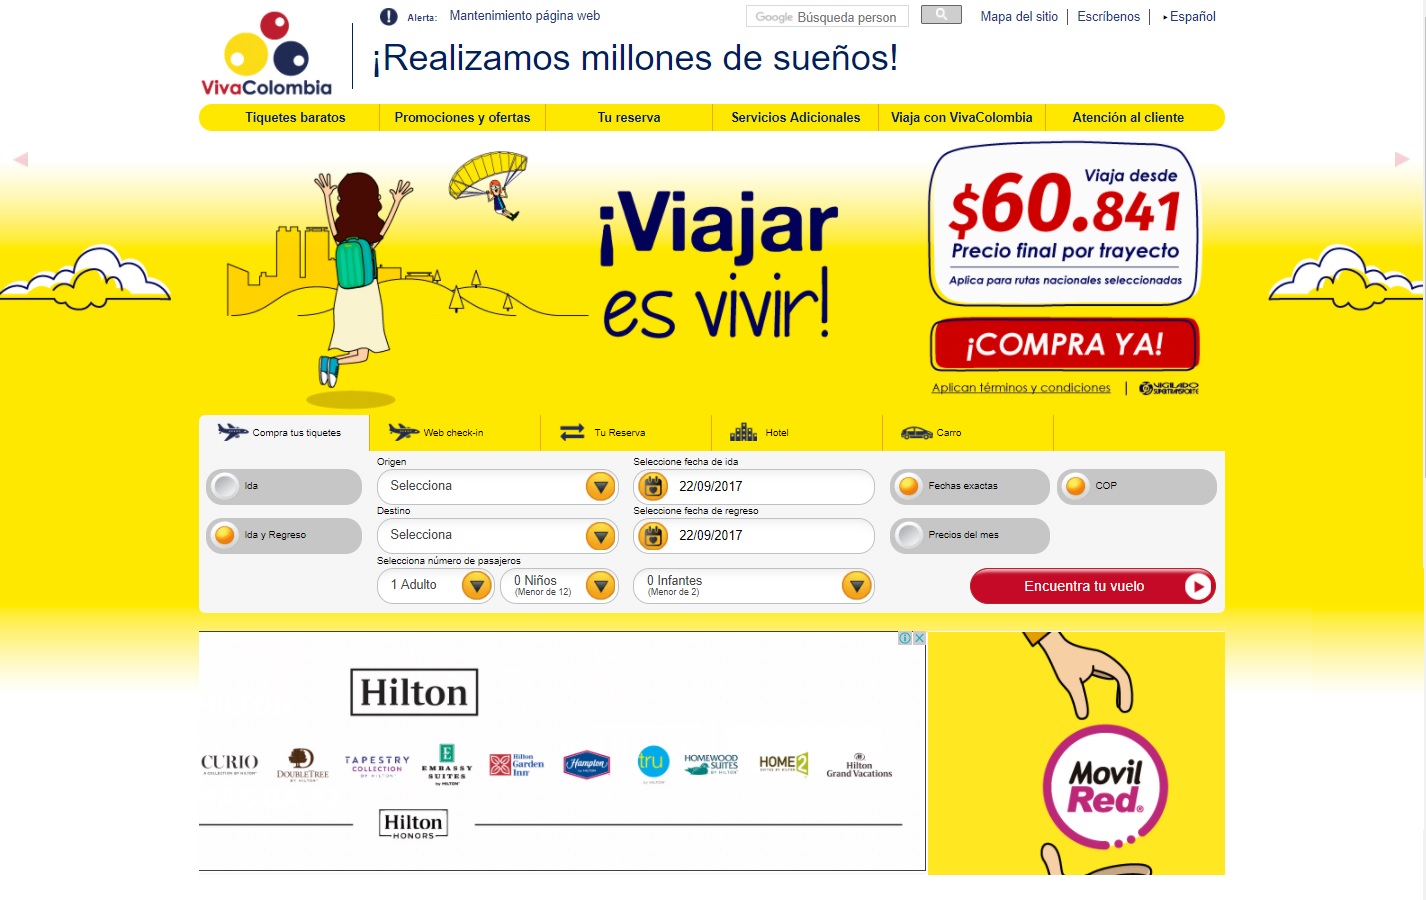 Alerta: Mantenimiento página web
Google Búsqueda person
Mapa del sitio
Escríbenos
Español
VivaColombia
¡Realizamos millones de sueños!
Tiquetes baratos
Promociones y ofertas
Tu reserva
Servicios Adicionales
Viaja con VivaColombia
Atención al cliente
¡Viajar
es vivir!
Viaja desde
$60.841
Precio final por trayecto
Aplica para rutas nacionales seleccionadas
¡COMPRA YA!
Aplican términos y condiciones
VIGILADO
SUPERTRANSPORTE
Compra tus tiquetes
Web check-in
Tu Reserva
Hotel
Carro
Ida
Ida y Regreso
Origen
Selecciona
Destino
Selecciona
Selecciona número de pasajeros
1 Adulto
0 Niños
(Menor de 12)
0 Infantes
(Menor de 2)
Seleccione fecha de ida
22/09/2017
Seleccione fecha de regreso
22/09/2017
Fechas exactas
COP
Precios del mes
Encuentra tu vuelo
Hilton
CURIO
A COLLECTION BY HILTON
DOUBLETREE
BY HILTON
TAPESTRY
COLLECTION
BY HILTON
E
EMBASSY
SUITES
by HILTON
Hilton
Garden
Inn
Hampton
by HILTON
tru
by HILTON
HOMEWOOD
SUITES
BY HILTON
HOME2
SUITES BY HILTON
Hilton
Grand Vacations
Hilton
HONORS
Movil
Red